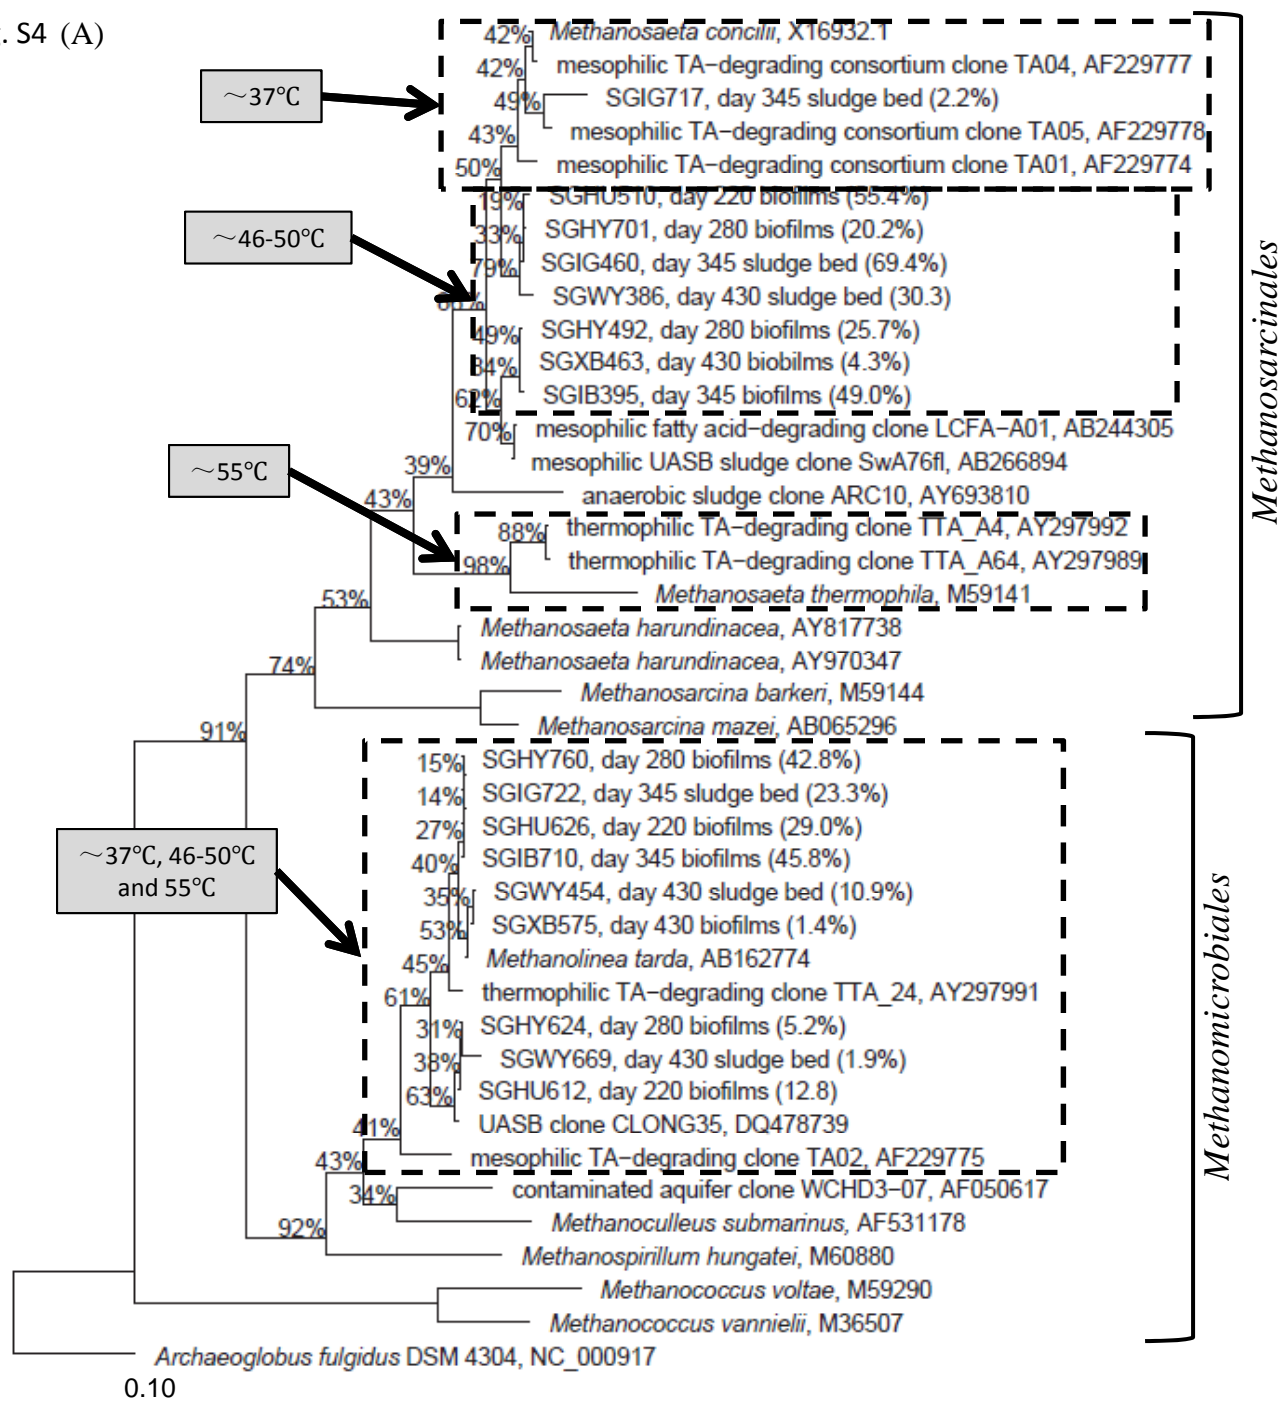 . S4 (A)
42% Methanosaeta concilii, X16932.1
42% mesophilic TA−degrading consortium clone TA04, AF229777
~37℃
49% SGIG717, day 345 sludge bed (2.2%)
43% mesophilic TA−degrading consortium clone TA05, AF229778
50% mesophilic TA−degrading consortium clone TA01, AF229774
19% SGHU510, day 220 biofilms (55.4%)
~46-50℃
33% SGHY701, day 280 biofilms (20.2%)
79% SGIG460, day 345 sludge bed (69.4%)
SGWY386, day 430 sludge bed (30.3)
49% SGHY492, day 280 biofilms (25.7%)
34% SGXB463, day 430 biobilms (4.3%)
62% SGIB395, day 345 biofilms (49.0%)
70% mesophilic fatty acid−degrading clone LCFA−A01, AB244305
~55℃
39% mesophilic UASB sludge clone SwA76fl, AB266894
43% anaerobic sludge clone ARC10, AY693810
88% thermophilic TA−degrading clone TTA_A4, AY297992
98% thermophilic TA−degrading clone TTA_A64, AY297989
53% Methanosaeta thermophila, M59141
Methanosaeta harundinacea, AY817738
74% Methanosaeta harundinacea, AY970347
Methanosarcina barkeri, M59144
91% Methanosarcina mazei, AB065296
Methanosarcinales
15% SGHY760, day 280 biofilms (42.8%)
14% SGIG722, day 345 sludge bed (23.3%)
27% SGHU626, day 220 biofilms (29.0%)
~37℃, 46-50℃
and 55℃
40% SGIB710, day 345 biofilms (45.8%)
35% SGWY454, day 430 sludge bed (10.9%)
53% SGXB575, day 430 biofilms (1.4%)
45% Methanolinea tarda, AB162774
61% thermophilic TA−degrading clone TTA_24, AY297991
31% SGHY624, day 280 biofilms (5.2%)
38% SGWY669, day 430 sludge bed (1.9%)
63% SGHU612, day 220 biofilms (12.8)
41% UASB clone CLONG35, DQ478739
43% mesophilic TA−degrading clone TA02, AF229775
34% contaminated aquifer clone WCHD3−07, AF050617
92% Methanoculleus submarinus, AF531178
Methanospirillum hungatei, M60880
Methanococcus voltae, M59290
Methanococcus vannielii, M36507
Methanomicrobiales
Archaeoglobus fulgidus DSM 4304, NC_000917
0.10